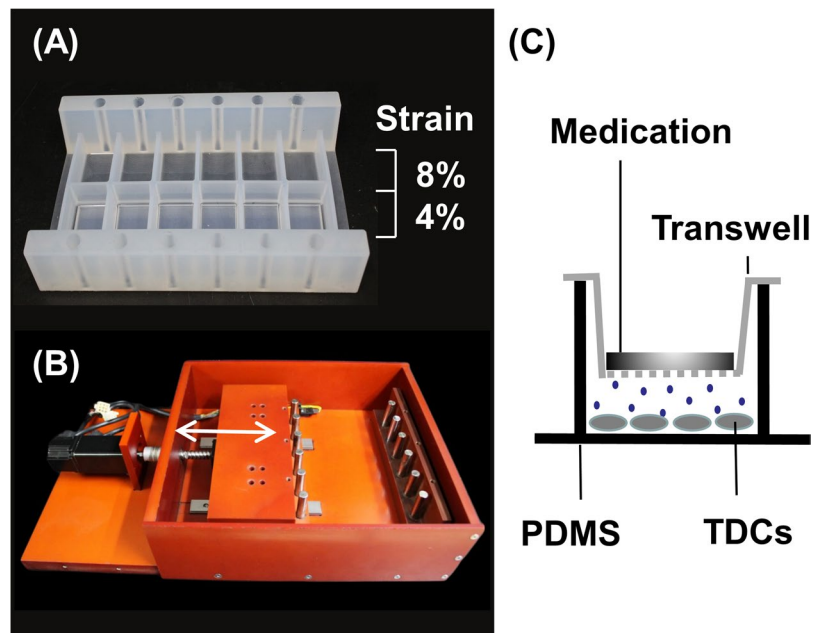 (A)
Strain
8%
4%
(B)
(C)
Medication
Transwell
PDMS
TDCs